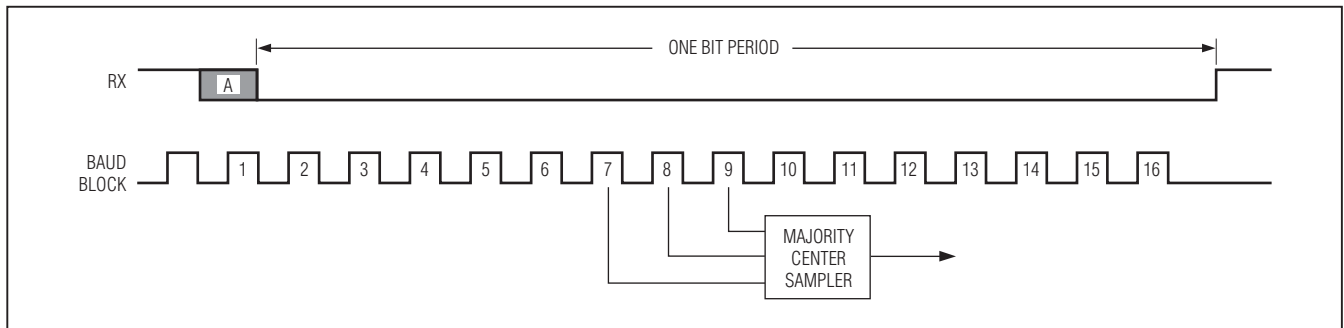 ONE BIT PERIOD
RX
A
BAUD
BLOCK
1 2 3 4 5 6 7 8 9 10 11 12 13 14 15 16
MAJORITY
CENTER
SAMPLER